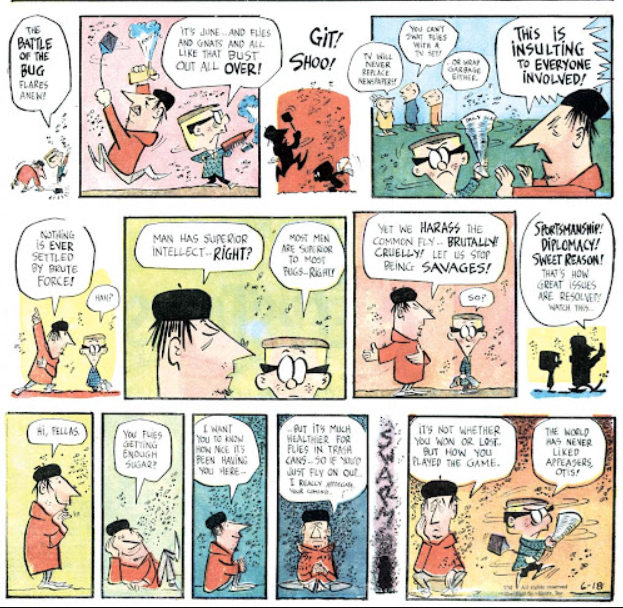 THE
BATTLE
OF THE
BUG
FLARES
ANEW!
IT'S JUNE...AND FLIES
AND GNATS AND ALL
LIKE THAT BUST
OUT ALL OVER!
GIT!
SHOO!
TV WILL
NEVER
REPLACE
NEWSPAPERS!
YOU CAN'T
SWAT FLIES
WITH A
TV SET!
...OR WRAP
GARBAGE
EITHER.
THIS IS
INSULTING
TO EVERYONE
INVOLVED!
NOTHING
IS EVER
SETTLED
BY BRUTE
FORCE!
HAH?
MAN HAS SUPERIOR
INTELLECT--RIGHT?
MOST MEN
ARE SUPERIOR
TO MOST
BUGS--RIGHT!
YET WE HARASS THE
COMMON FLY-- BRUTALLY!
CRUELLY! LET US STOP
BEING SAVAGES!
SO?
SPORTSMANSHIP!
DIPLOMACY!
SWEET REASON!
THAT'S HOW
GREAT ISSUES
ARE RESOLVED!
WATCH THIS...
HI, FELLAS.
YOU FLIES
GETTING
ENOUGH
SUGAR?
I WANT
YOU TO KNOW
HOW NICE IT'S
BEEN HAVING
YOU HERE...
...BUT IT'S MUCH
HEALTHIER FOR
FLIES IN TRASH
CANS...SO IF YOU'D
JUST FLY ON OUT...
I REALLY APPRECIATE
YOUR COMING...
SWARM
IT'S NOT WHETHER
YOU WON OR LOST--
BUT HOW YOU
PLAYED THE GAME.
THE WORLD
HAS NEVER
LIKED
APPEASERS,
OTIS!
All rights reserved
6-18